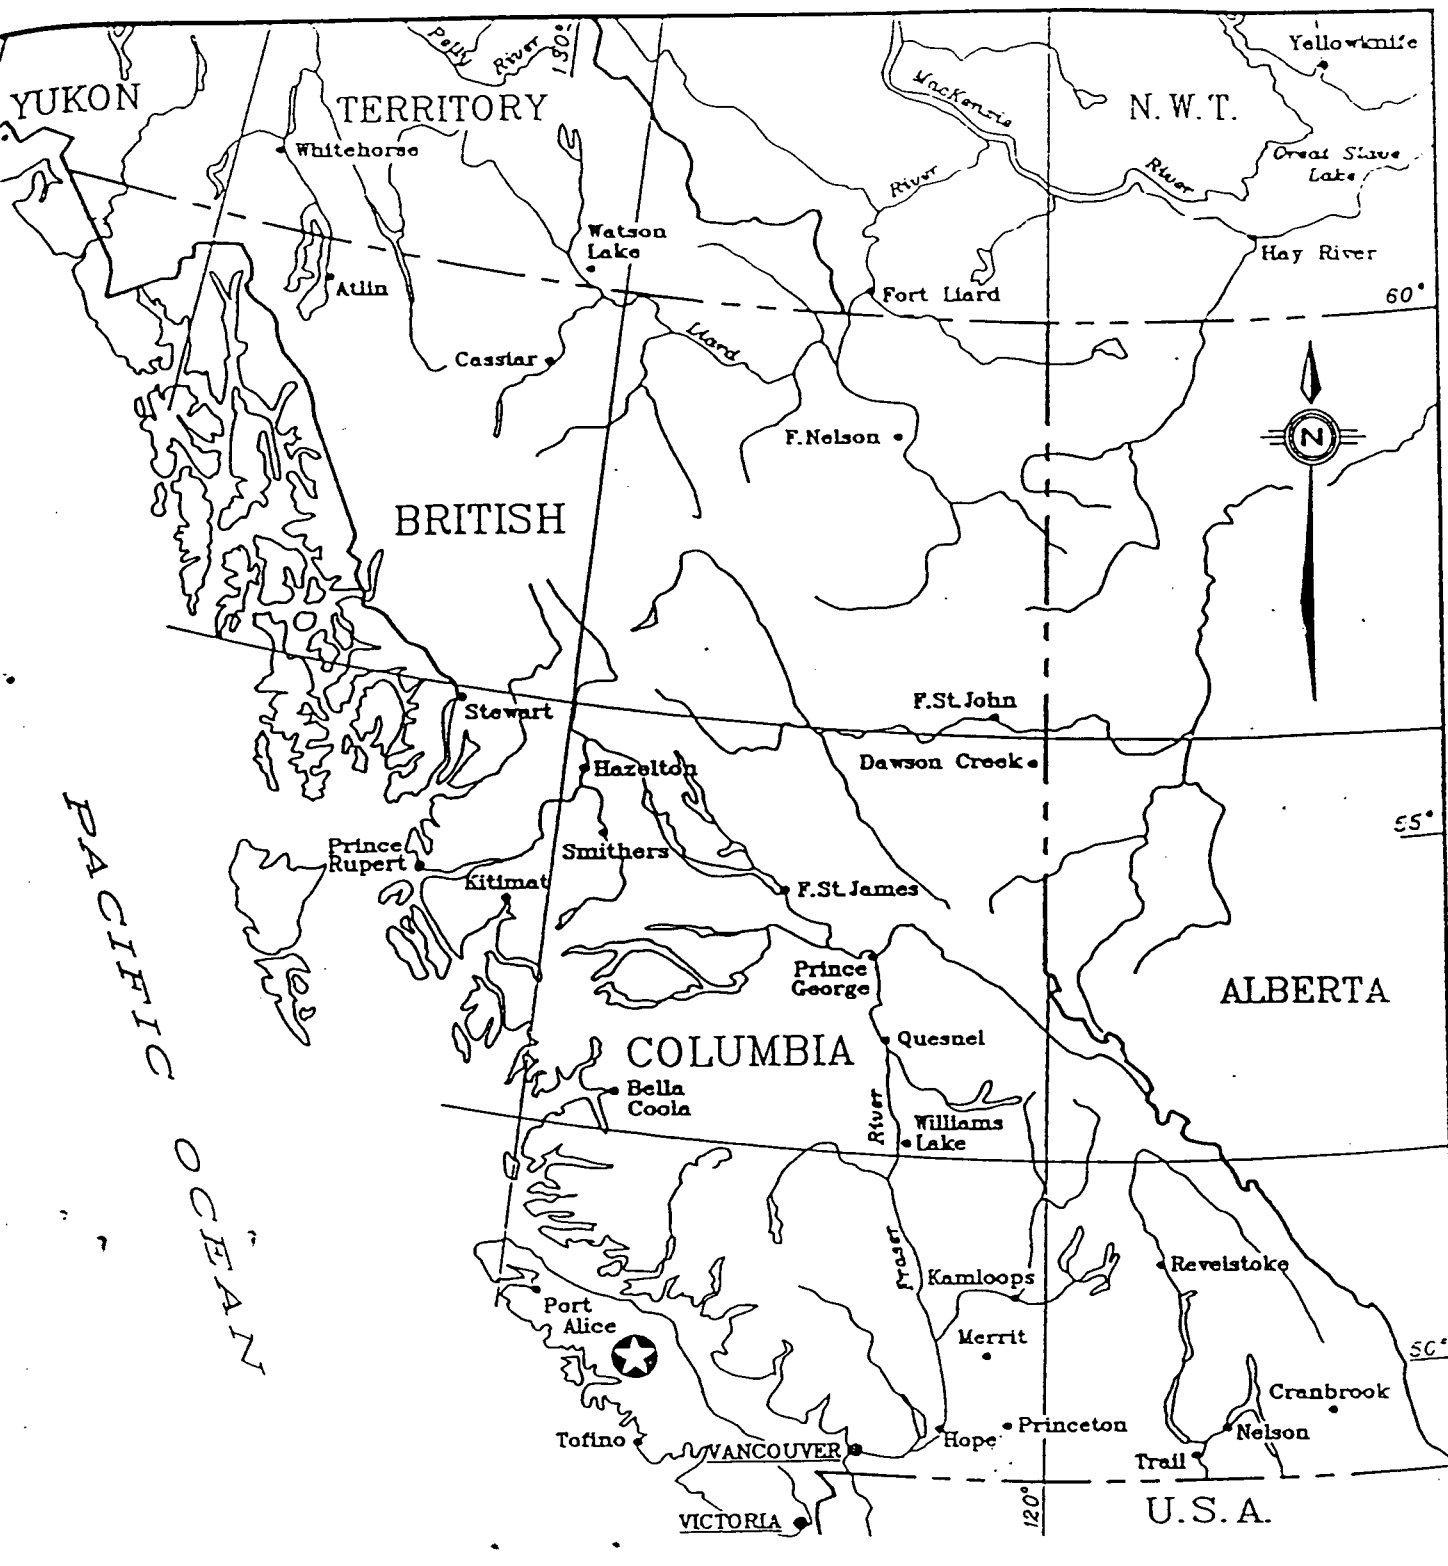 Pelly
River
130°
Yellowknife
YUKON
TERRITORY
N.W.T.
MacKenzie
River
Whitehorse
Great Slave
Lake
River
Watson
Lake
Hay River
Atlin
Fort Liard
60°
Liard
Cassiar
F.Nelson
N
BRITISH
Stewart
F.St.John
Hazelton
Dawson Creek
PACIFIC OCEAN
55°
Prince
Rupert
Smithers
Kitimat
F.St.James
Prince
George
ALBERTA
Quesnel
COLUMBIA
Bella
Coola
River
Williams
Lake
Fraser
Kamloops
Revelstoke
Port
Alice
Merrit
50°
Cranbrook
Tofino
VANCOUVER
Hope
Princeton
Nelson
Trail
120°
U.S.A.
VICTORIA